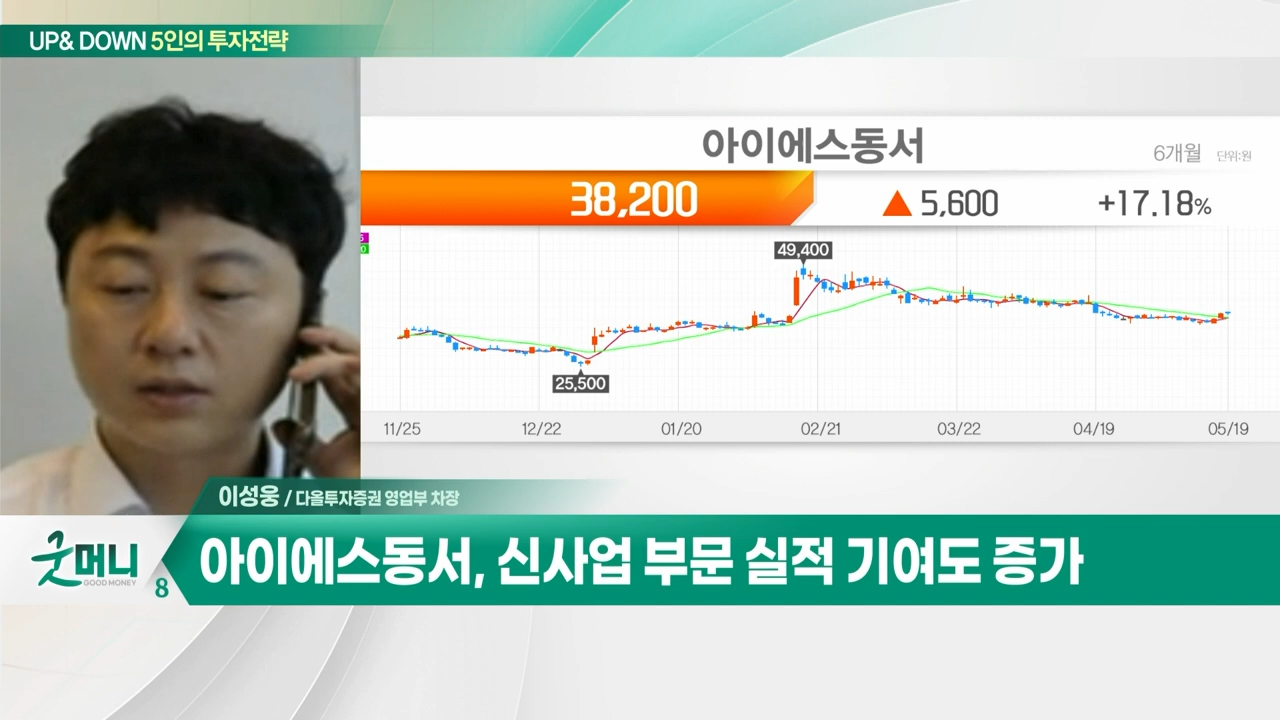 UP& DOWN 5인의 투자전략
아이에스동서
6개월 단위:원
38,200 ▲ 5,600 +17.18%
49,400
25,500
11/25 12/22 01/20 02/21 03/22 04/19 05/19
이성웅 / 다올투자증권 영업부 차장
굿머니
GOOD MONEY
8
아이에스동서, 신사업 부문 실적 기여도 증가